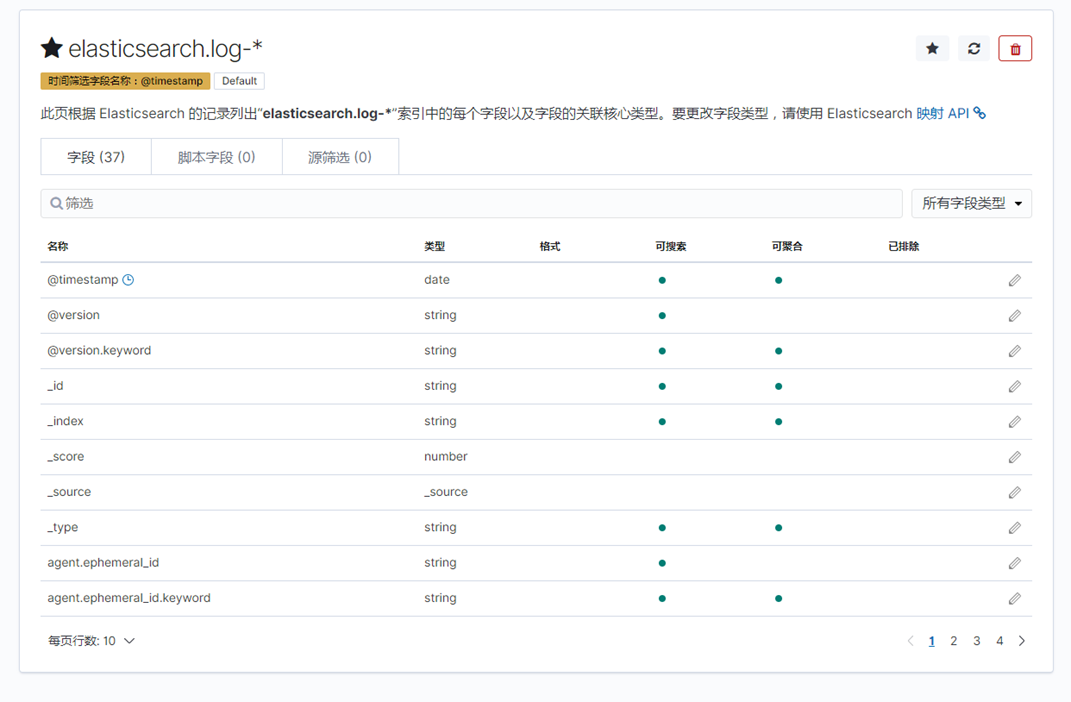 elasticsearch.log-*
时间筛选字段名称：@timestamp Default
此页根据 Elasticsearch 的记录列出“elasticsearch.log-*”索引中的每个字段以及字段的关联核心类型。要更改字段类型，请使用 Elasticsearch 映射 API
字段 (37) 脚本字段 (0) 源筛选 (0)
筛选 所有字段类型
名称 类型 格式 可搜索 可聚合 已排除
@timestamp date
@version string
@version.keyword string
_id string
_index string
_score number
_source _source
_type string
agent.ephemeral_id string
agent.ephemeral_id.keyword string
每页行数: 10 1 2 3 4